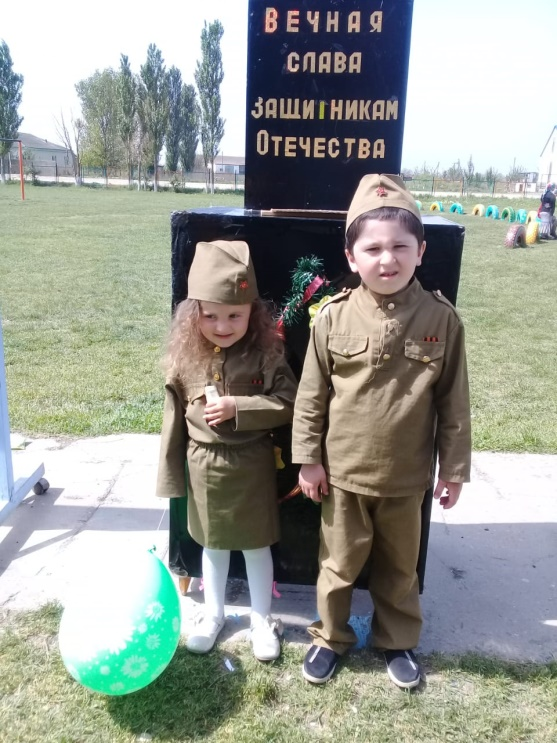 Вечная
слава
защитникам
Отечества